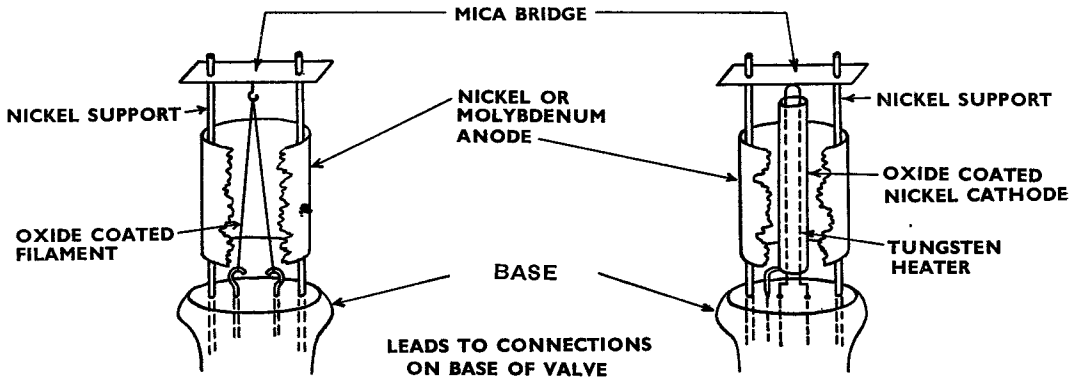 MICA BRIDGE
NICKEL SUPPORT
NICKEL OR
MOLYBDENUM
ANODE
NICKEL SUPPORT
OXIDE COATED
NICKEL CATHODE
OXIDE COATED
FILAMENT
TUNGSTEN
HEATER
BASE
LEADS TO CONNECTIONS
ON BASE OF VALVE